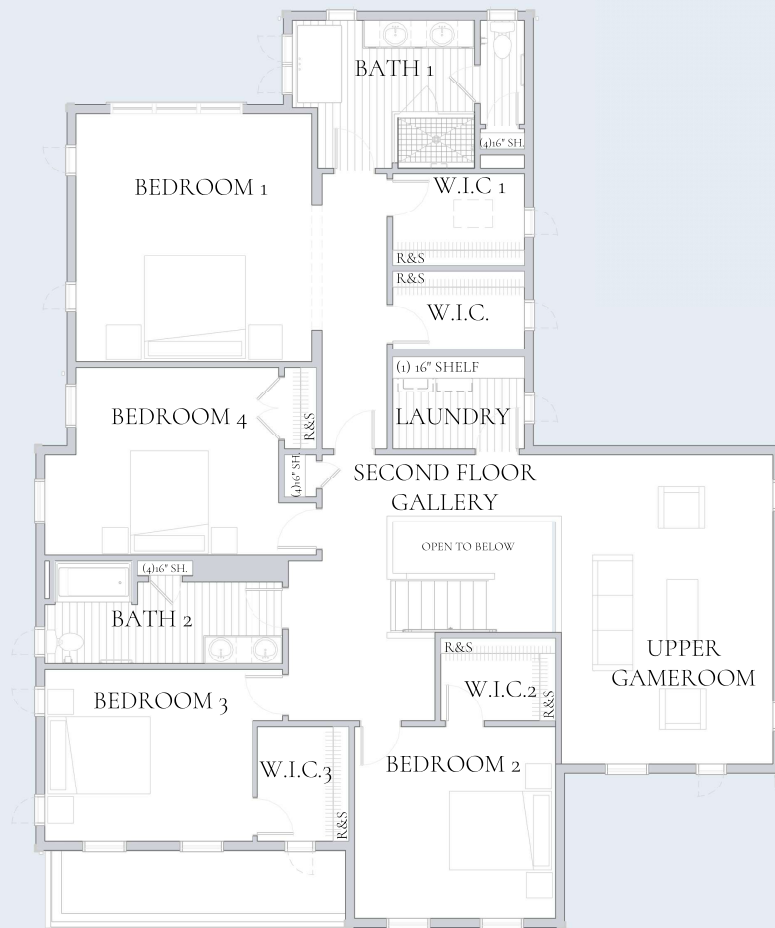 BATH 1
(4)16" SH.
BEDROOM 1
W.I.C 1
R&S
R&S
W.I.C.
(1) 16" SHELF
BEDROOM 4
R&S
LAUNDRY
(4)16" SH.
SECOND FLOOR
GALLERY
OPEN TO BELOW
(4)16" SH.
BATH 2
R&S
UPPER
GAMEROOM
W.I.C.2
R&S
BEDROOM 3
W.I.C.3
BEDROOM 2
R&S